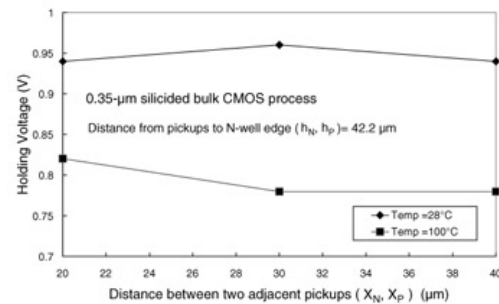 1
0.95
0.9
0.85
0.8
0.75
0.7
Holding Voltage (V)
0.35-µm silicided bulk CMOS process
Distance from pickups to N-well edge ( hN, hP )= 42.2 µm
Temp =28°C
Temp =100°C
20 22 24 26 28 30 32 34 36 38 40
Distance between two adjacent pickups ( XN, XP ) (µm)